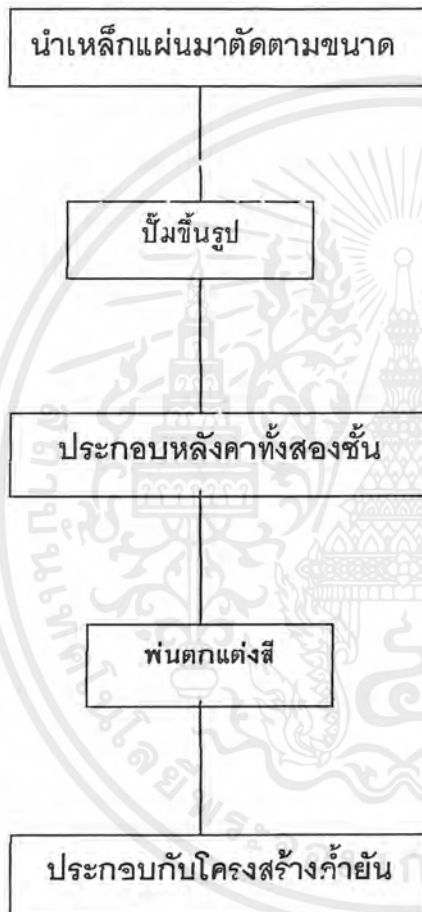 นำเหล็กแผ่นมาตัดตามขนาด
ปั๊มขึ้นรูป
ประกอบหลังคาทั้งสองชั้น
พ่นตกแต่งสี
ประกอบกับโครงสร้างค้ำยัน